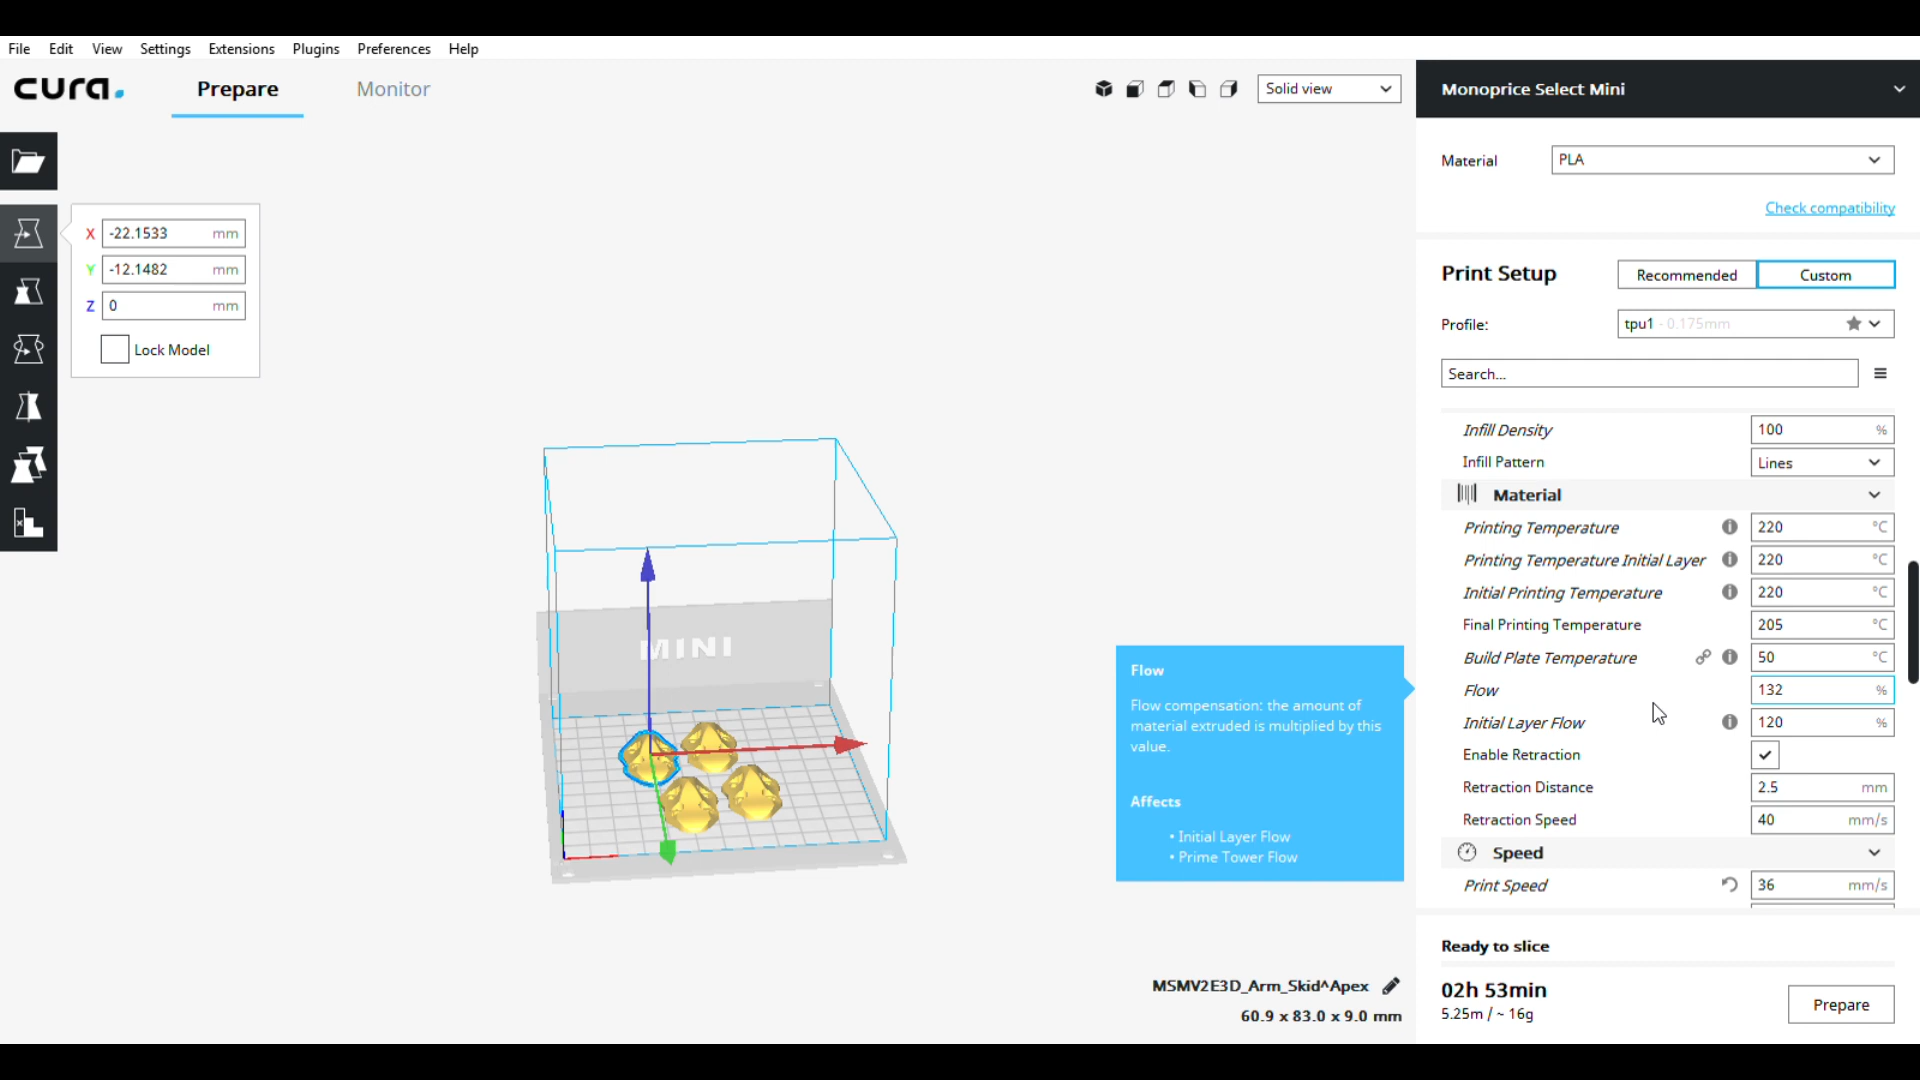 File Edit View Settings Extensions Plugins Preferences Help
cura.
Prepare Monitor
Solid view
Monoprice Select Mini
Material PLA
Check compatibility
X -22.1533 mm
Y -12.1482 mm
Z 0 mm
Lock Model
Print Setup Recommended Custom
Profile: tpu1 - 0.175mm
Search...
Infill Density 100 %
Infill Pattern Lines
Material
Printing Temperature 220 °C
Printing Temperature Initial Layer 220 °C
Initial Printing Temperature 220 °C
Final Printing Temperature 205 °C
Build Plate Temperature 50 °C
Flow 132 %
Initial Layer Flow 120 %
Enable Retraction
Retraction Distance 2.5 mm
Retraction Speed 40 mm/s
Speed
Print Speed 36 mm/s
MINI
Flow
Flow compensation: the amount of
material extruded is multiplied by this
value.
Affects
• Initial Layer Flow
• Prime Tower Flow
MSMV2E3D_Arm_Skid^Apex
60.9 x 83.0 x 9.0 mm
Ready to slice
02h 53min
5.25m / ~ 16g
Prepare